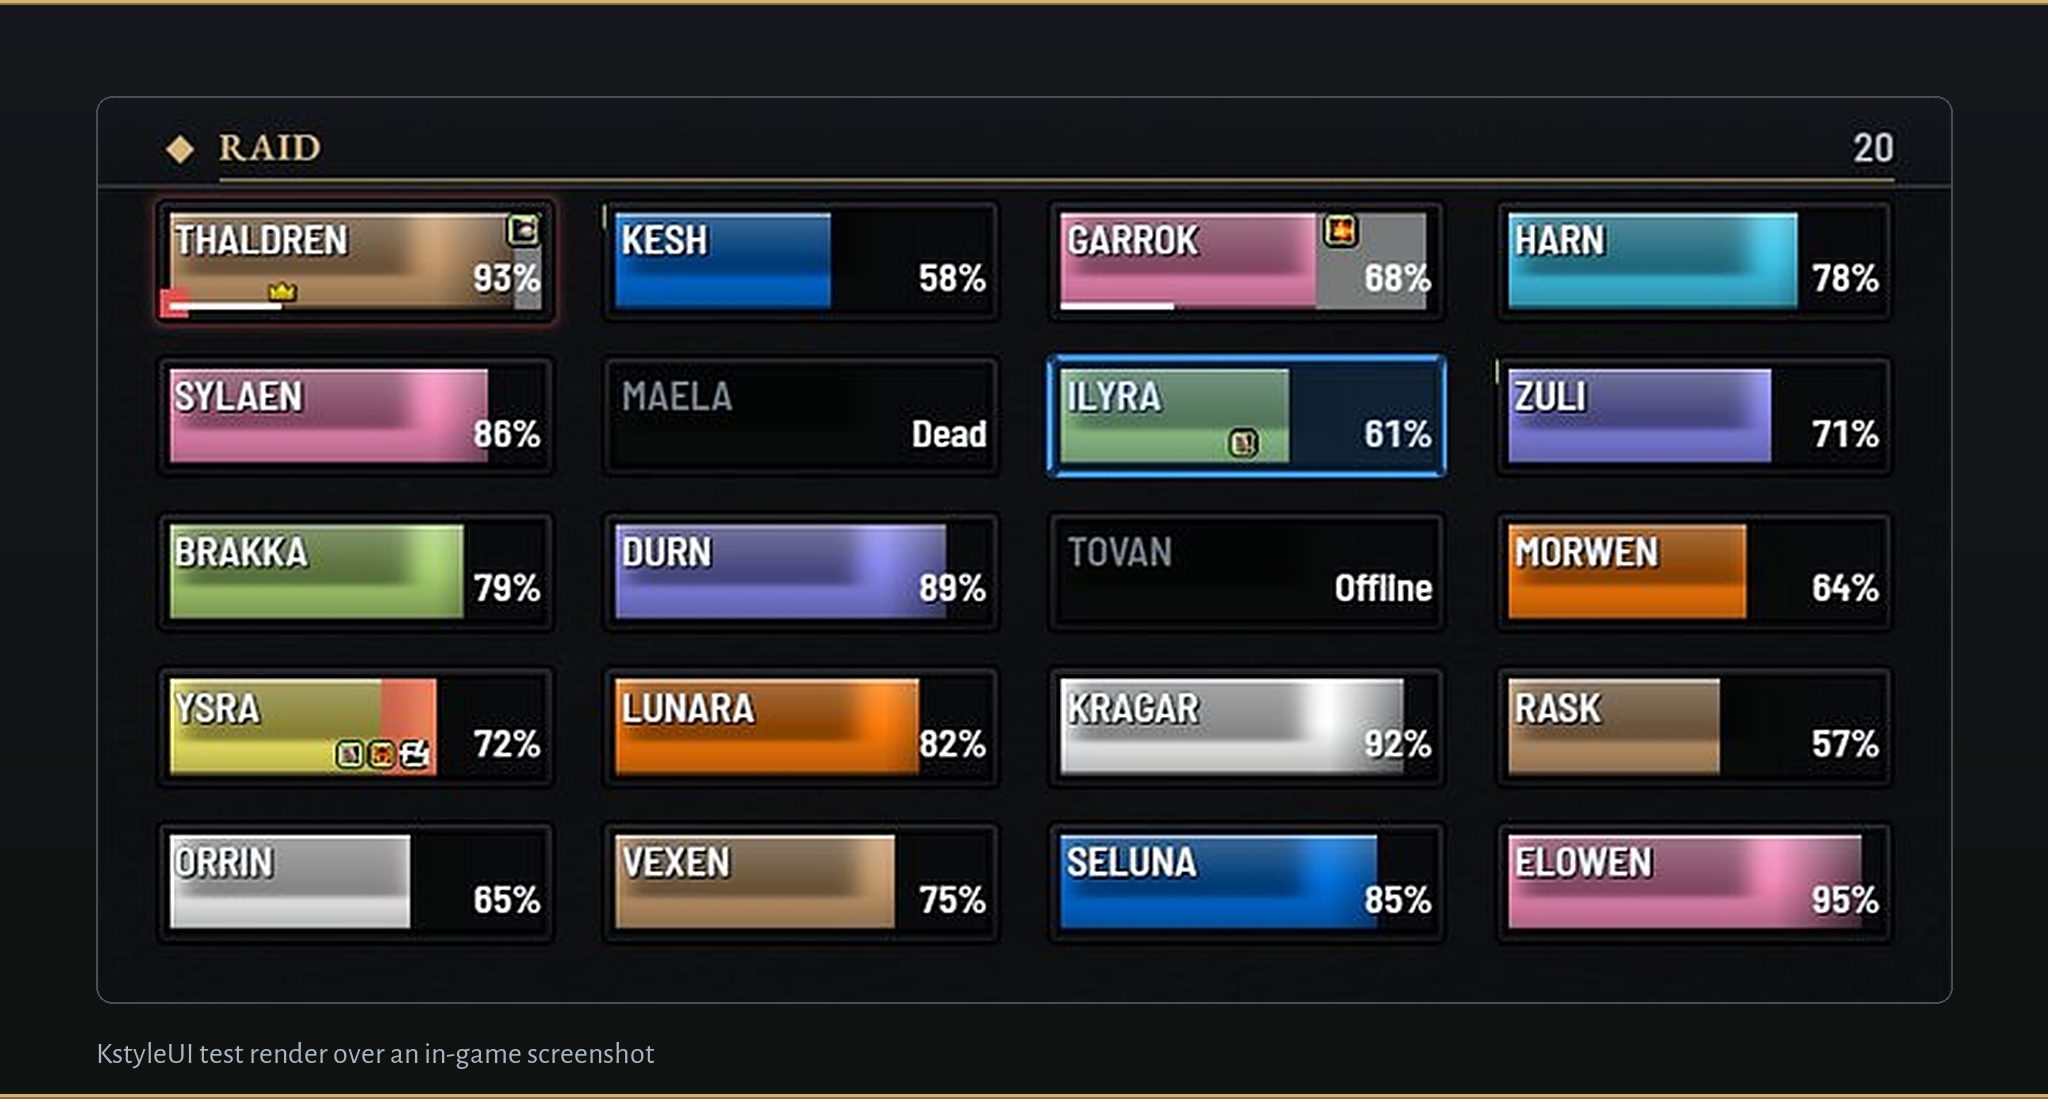 RAID 20
THALDREN
93%
KESH
58%
GARROK
68%
HARN
78%
SYLAEN
86%
MAELA
Dead
ILYRA
61%
ZULI
71%
BRAKKA
79%
DURN
89%
TOVAN
Offline
MORWEN
64%
YSRA
72%
LUNARA
82%
KRAGAR
92%
RASK
57%
ORRIN
65%
VEXEN
75%
SELUNA
85%
ELOWEN
95%
KstyleUI test render over an in-game screenshot